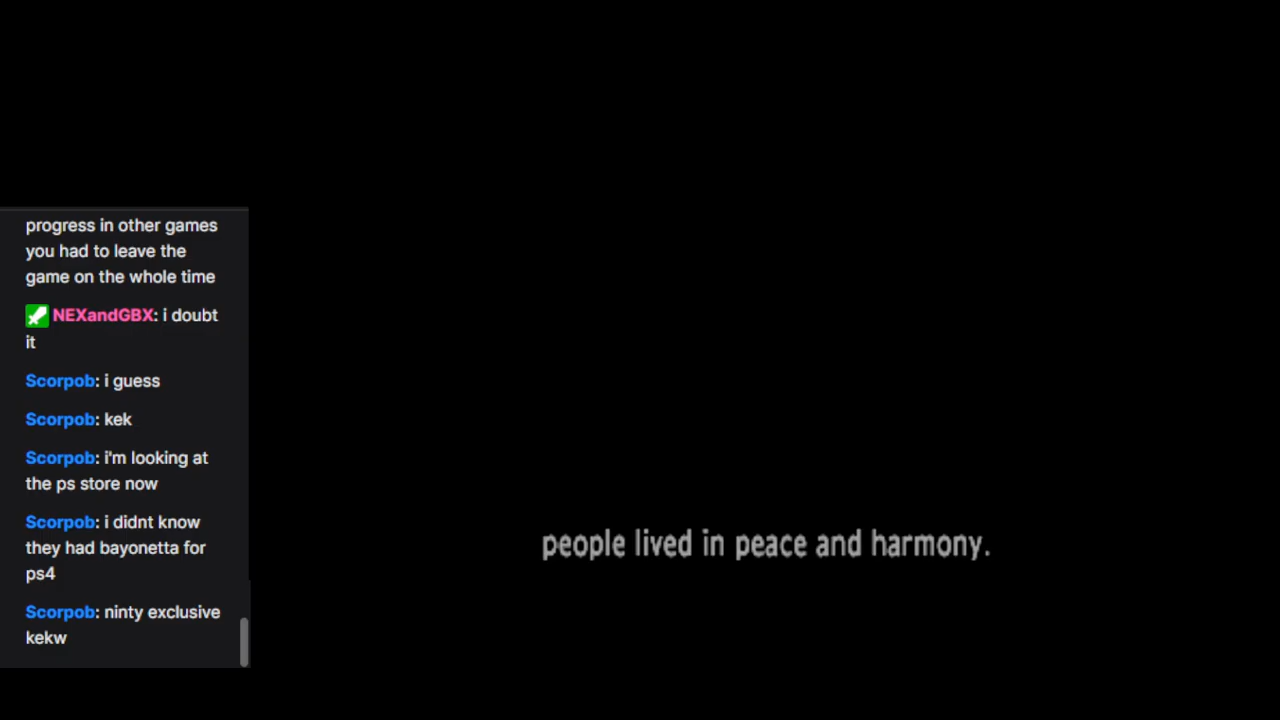 progress in other games
you had to leave the
game on the whole time
NEXandGBX: i doubt
it
Scorpob: i guess
Scorpob: kek
Scorpob: i'm looking at
the ps store now
Scorpob: i didnt know
they had bayonetta for
ps4
Scorpob: ninty exclusive
kekw
people lived in peace and harmony.